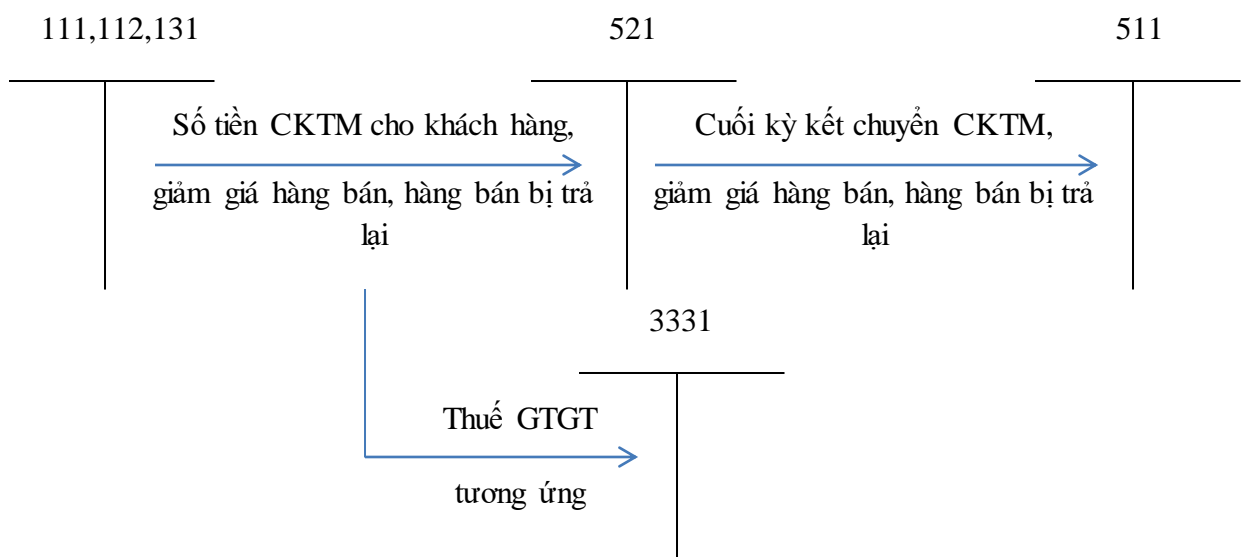 111,112,131
521
511
Số tiền CKTM cho khách hàng,
giảm giá hàng bán, hàng bán bị trả
lại
Cuối kỳ kết chuyển CKTM,
giảm giá hàng bán, hàng bán bị trả
lại
3331
Thuế GTGT
tương ứng